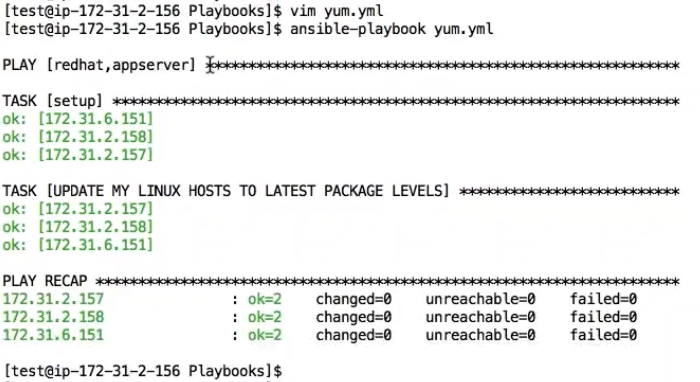 [test@ip-172-31-2-156 Playbooks]$ vim yum.yml
[test@ip-172-31-2-156 Playbooks]$ ansible-playbook yum.yml
PLAY [redhat,appserver] ****************************************************
TASK [setup] ***************************************************************
ok: [172.31.6.151]
ok: [172.31.2.158]
ok: [172.31.2.157]
TASK [UPDATE MY LINUX HOSTS TO LATEST PACKAGE LEVELS] *************************
ok: [172.31.2.157]
ok: [172.31.2.158]
ok: [172.31.6.151]
PLAY RECAP *****************************************************************
172.31.2.157 : ok=2 changed=0 unreachable=0 failed=0
172.31.2.158 : ok=2 changed=0 unreachable=0 failed=0
172.31.6.151 : ok=2 changed=0 unreachable=0 failed=0
[test@ip-172-31-2-156 Playbooks]$